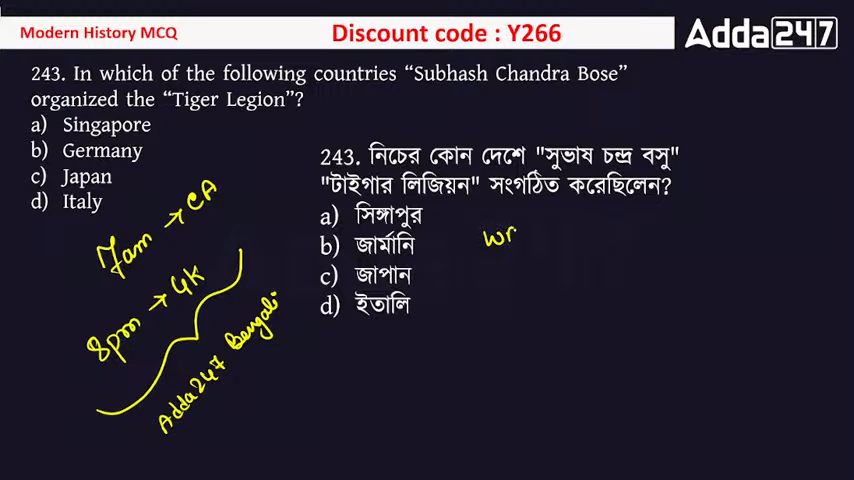 Modern History MCQ
Discount code : Y266
Adda247
243. In which of the following countries “Subhash Chandra Bose”
organized the “Tiger Legion”?
a) Singapore
b) Germany
c) Japan
d) Italy
243. নিচের কোন দেশে "সুভাষ চন্দ্র বসু"
"টাইগার লিজিয়ন" সংগঠিত করেছিলেন?
a) সিঙ্গাপুর
b) জার্মানি
c) জাপান
d) ইতালি
7am → CA
8pm → GK
Adda247 Bengali
wr